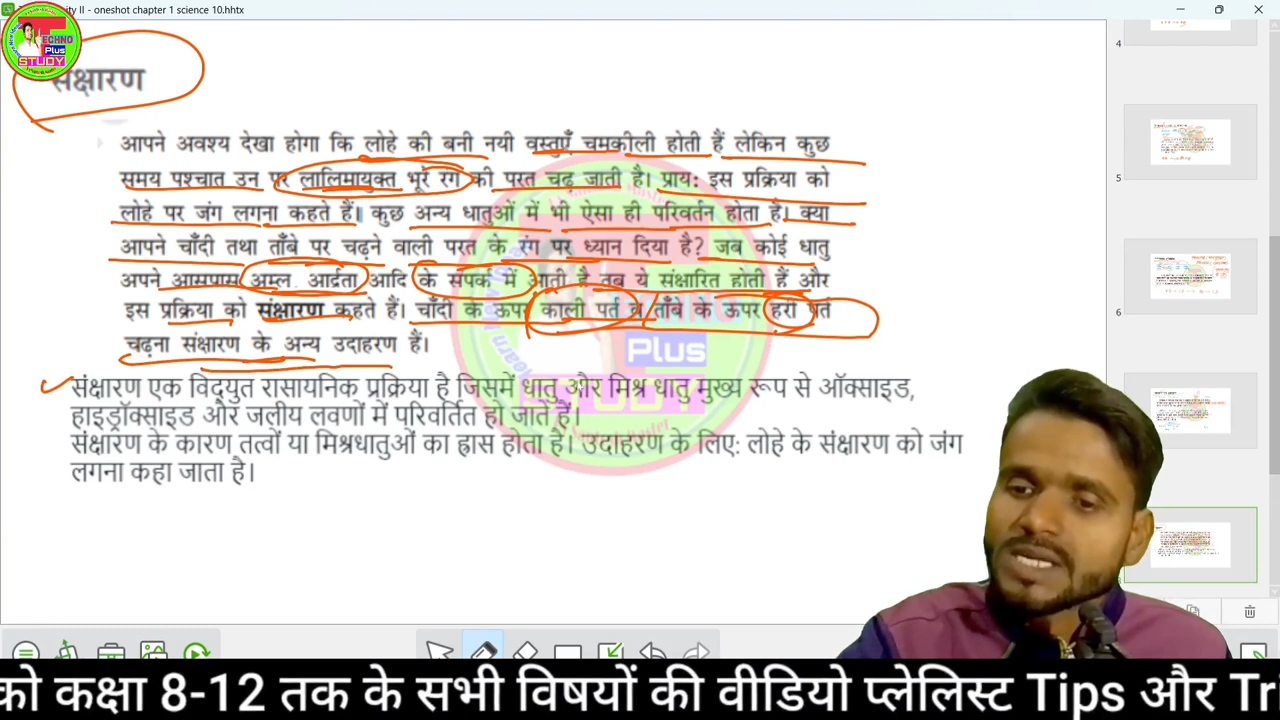 ity II - oneshot chapter 1 science 10.hhtx
TECHNO
Plus
STUDY
संक्षारण
आपने अवश्य देखा होगा कि लोहे की बनी नयी वस्तुएँ चमकीली होती हैं लेकिन कुछ
समय पश्चात उन पर लालिमायुक्त भूरे रंग की परत चढ़ जाती है। प्राय: इस प्रक्रिया को
लोहे पर जंग लगना कहते हैं। कुछ अन्य धातुओं में भी ऐसा ही परिवर्तन होता है। क्या
आपने चाँदी तथा ताँबे पर चढ़ने वाली परत के रंग पर ध्यान दिया है? जब कोई धातु
अपने आसपास अम्ल, आर्द्रता आदि के संपर्क में आती है तब ये संक्षारित होती हैं और
इस प्रक्रिया को संक्षारण कहते हैं। चाँदी के ऊपर काली पर्त व ताँबे के ऊपर हरी पर्त
चढ़ना संक्षारण के अन्य उदाहरण हैं।
संक्षारण एक विद्युत रासायनिक प्रक्रिया है जिसमें धातु और मिश्र धातु मुख्य रूप से ऑक्साइड,
हाइड्रॉक्साइड और जलीय लवणों में परिवर्तित हो जाते हैं।
संक्षारण के कारण तत्वों या मिश्रधातुओं का ह्रास होता है। उदाहरण के लिए: लोहे के संक्षारण को जंग
लगना कहा जाता है।
Plus
STUDY
4
5
6
को कक्षा 8-12 तक के सभी विषयों की वीडियो प्लेलिस्ट Tips और Tri